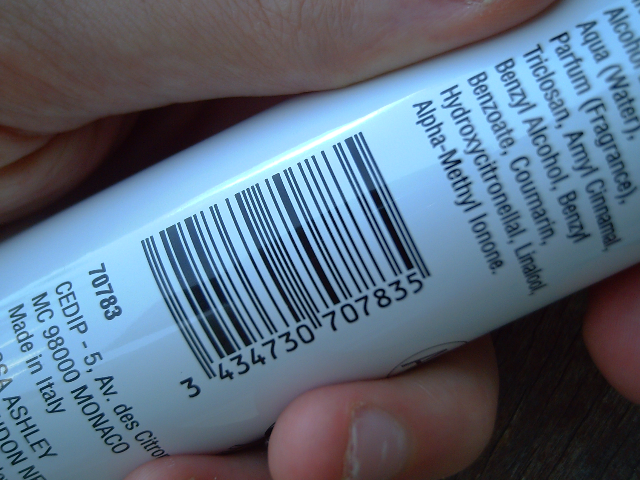 Alcohol
Aqua (Water),
Parfum (Fragrance),
Triclosan, Amyl Cinnamal,
Benzyl Alcohol, Benzyl
Benzoate, Coumarin,
Hydroxycitronellal, Linalool,
Alpha-Methyl Ionone.
3 434730 707835
70783
CEDIP - 5, Av. des Citron
MC 98000 MONACO
Made in Italy
ASHLEY